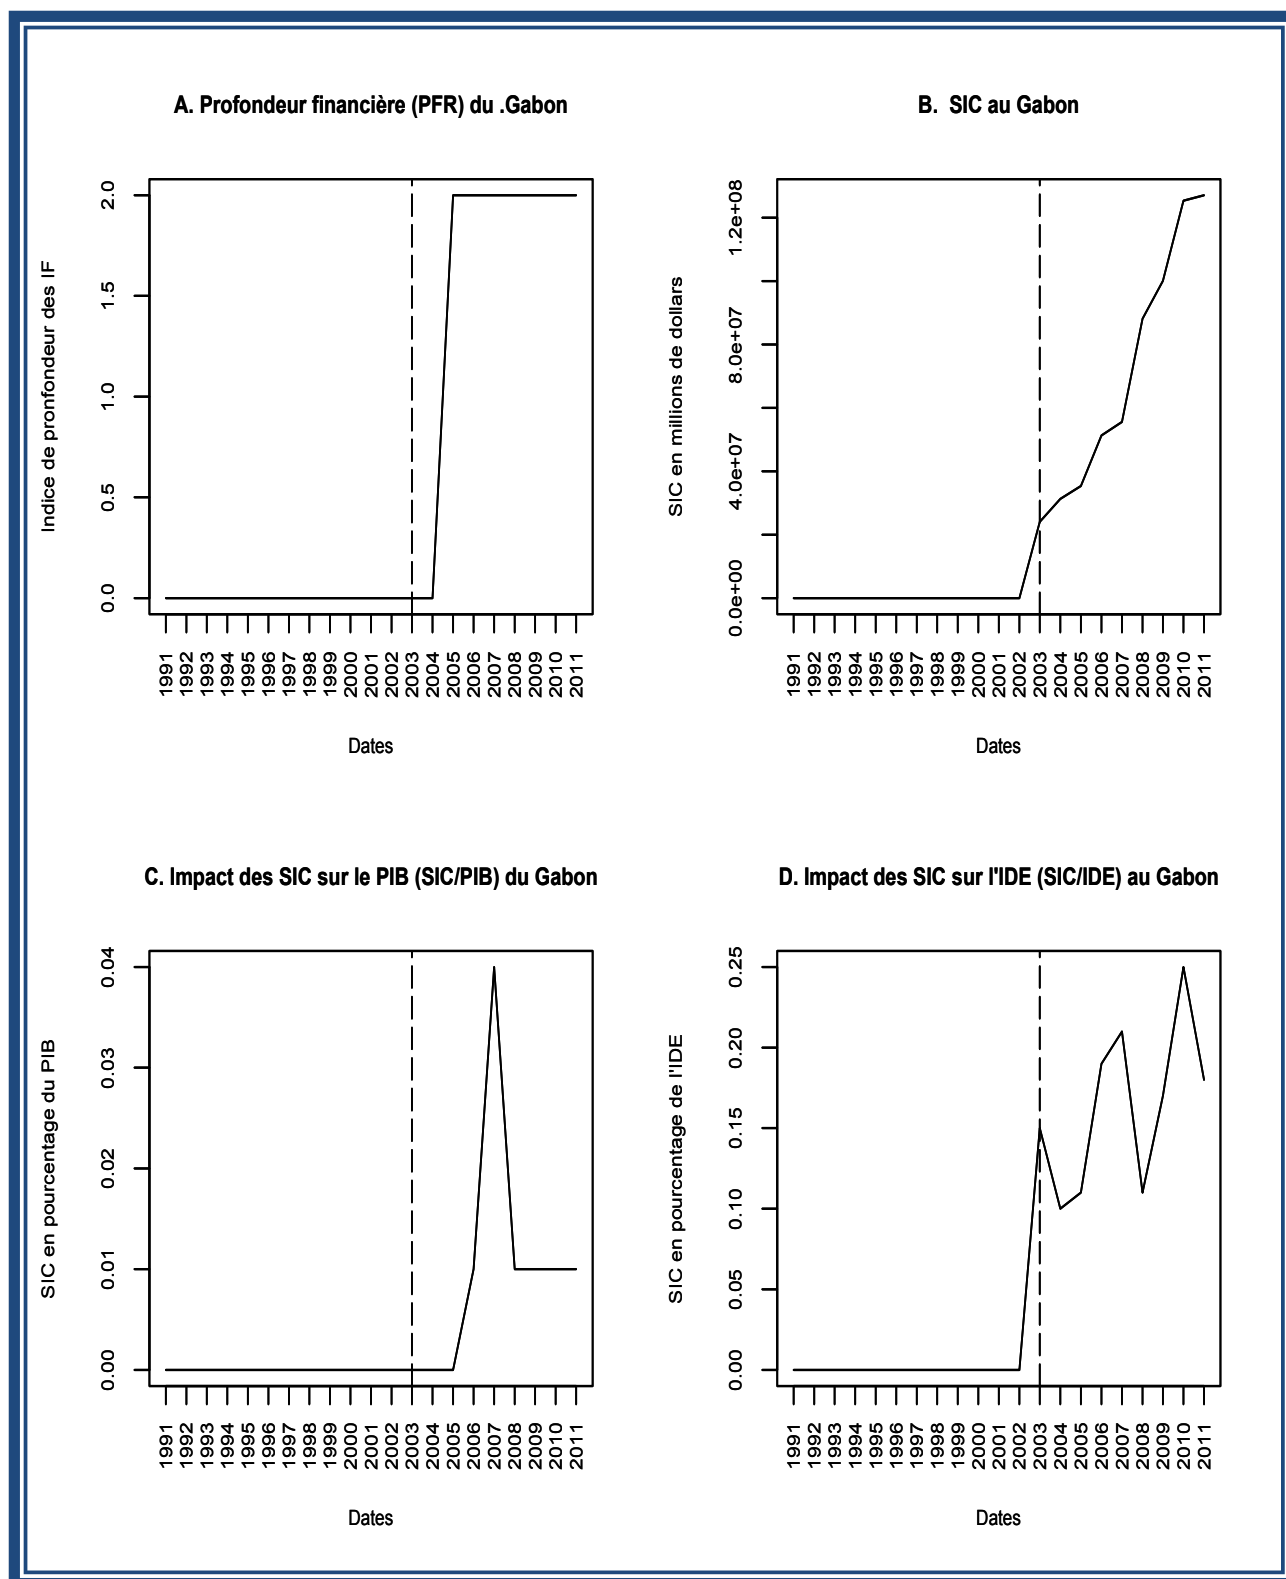 A. Profondeur financière (PFR) du .Gabon
Indice de pronfondeur des IF
2.0
1.5
1.0
0.5
0.0
1991 1992 1993 1994 1995 1996 1997 1998 1999 2000 2001 2002 2003 2004 2005 2006 2007 2008 2009 2010 2011
Dates
B. SIC au Gabon
SIC en millions de dollars
1.2e+08
8.0e+07
4.0e+07
0.0e+00
1991 1992 1993 1994 1995 1996 1997 1998 1999 2000 2001 2002 2003 2004 2005 2006 2007 2008 2009 2010 2011
Dates
C. Impact des SIC sur le PIB (SIC/PIB) du Gabon
SIC en pourcentage du PIB
0.04
0.03
0.02
0.01
0.00
1991 1992 1993 1994 1995 1996 1997 1998 1999 2000 2001 2002 2003 2004 2005 2006 2007 2008 2009 2010 2011
Dates
D. Impact des SIC sur l'IDE (SIC/IDE) au Gabon
SIC en pourcentage de l'IDE
0.25
0.20
0.15
0.10
0.05
0.00
1991 1992 1993 1994 1995 1996 1997 1998 1999 2000 2001 2002 2003 2004 2005 2006 2007 2008 2009 2010 2011
Dates